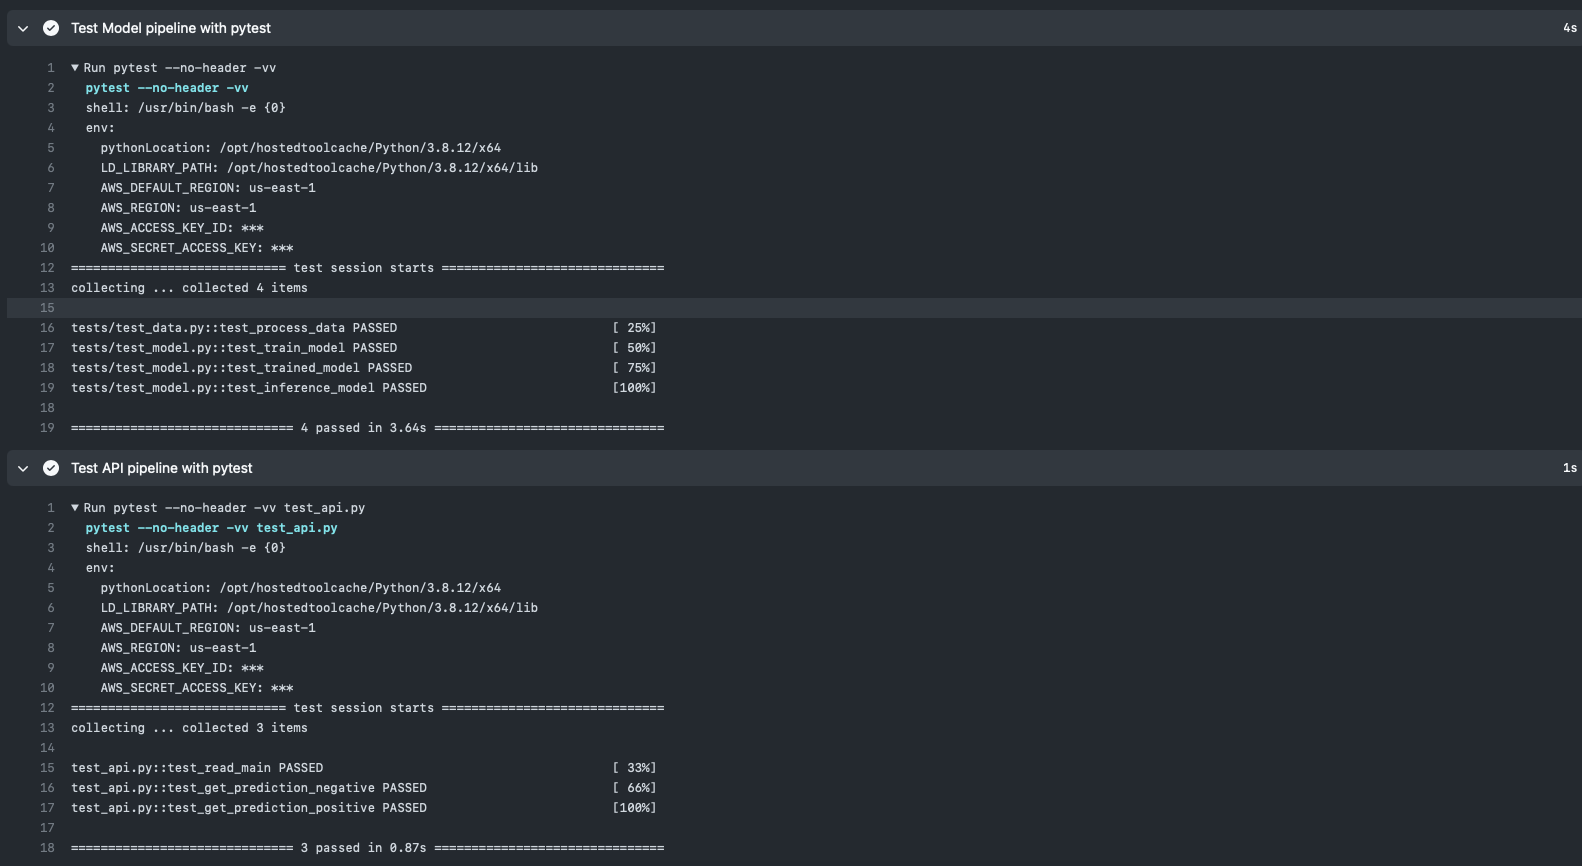 Test Model pipeline with pytest 4s
1 ▼ Run pytest --no-header -vv
2 pytest --no-header -vv
3 shell: /usr/bin/bash -e {0}
4 env:
5 pythonLocation: /opt/hostedtoolcache/Python/3.8.12/x64
6 LD_LIBRARY_PATH: /opt/hostedtoolcache/Python/3.8.12/x64/lib
7 AWS_DEFAULT_REGION: us-east-1
8 AWS_REGION: us-east-1
9 AWS_ACCESS_KEY_ID: ***
10 AWS_SECRET_ACCESS_KEY: ***
12 ============================= test session starts ==============================
13 collecting ... collected 4 items
15
16 tests/test_data.py::test_process_data PASSED [ 25%]
17 tests/test_model.py::test_train_model PASSED [ 50%]
18 tests/test_model.py::test_trained_model PASSED [ 75%]
19 tests/test_model.py::test_inference_model PASSED [100%]
18
19 ============================== 4 passed in 3.64s ===============================
Test API pipeline with pytest 1s
1 ▼ Run pytest --no-header -vv test_api.py
2 pytest --no-header -vv test_api.py
3 shell: /usr/bin/bash -e {0}
4 env:
5 pythonLocation: /opt/hostedtoolcache/Python/3.8.12/x64
6 LD_LIBRARY_PATH: /opt/hostedtoolcache/Python/3.8.12/x64/lib
7 AWS_DEFAULT_REGION: us-east-1
8 AWS_REGION: us-east-1
9 AWS_ACCESS_KEY_ID: ***
10 AWS_SECRET_ACCESS_KEY: ***
12 ============================= test session starts ==============================
13 collecting ... collected 3 items
14
15 test_api.py::test_read_main PASSED [ 33%]
16 test_api.py::test_get_prediction_negative PASSED [ 66%]
17 test_api.py::test_get_prediction_positive PASSED [100%]
17
18 ============================== 3 passed in 0.87s ===============================